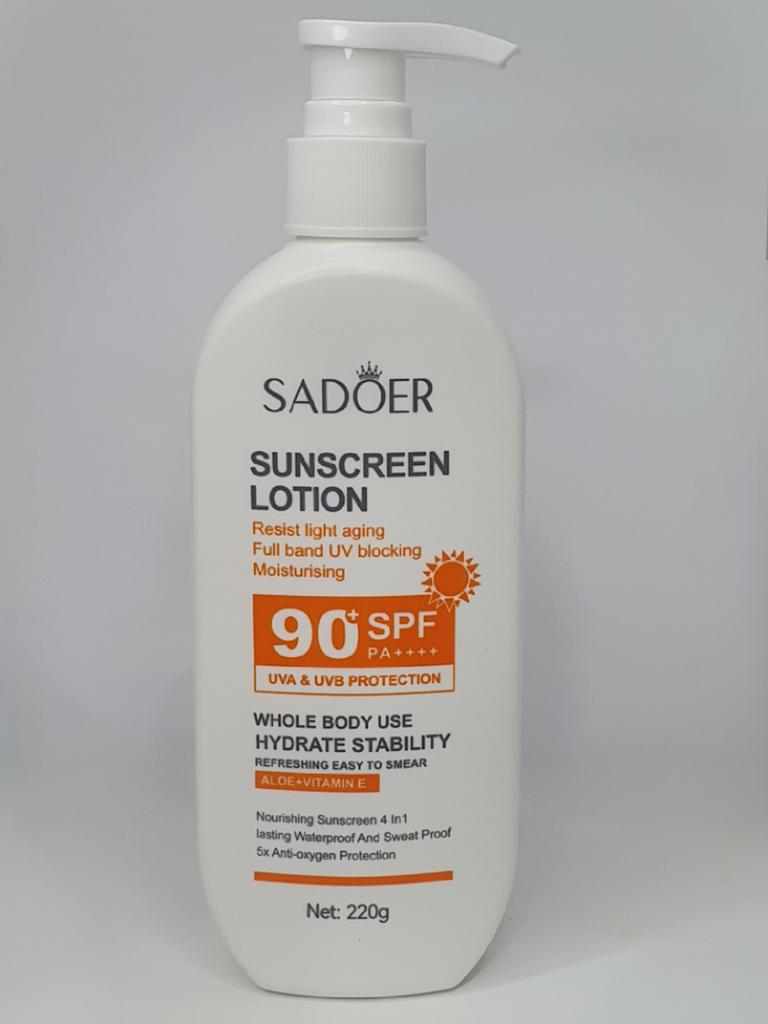 SADOER
SUNSCREEN
LOTION
Resist light aging
Full band UV blocking
Moisturising
90+ SPF
PA++++
UVA & UVB PROTECTION
WHOLE BODY USE
HYDRATE STABILITY
REFRESHING EASY TO SMEAR
ALOE+VITAMIN E
Nourishing Sunscreen 4 In1
lasting Waterproof And Sweat Proof
5x Anti-oxygen Protection
Net: 220g